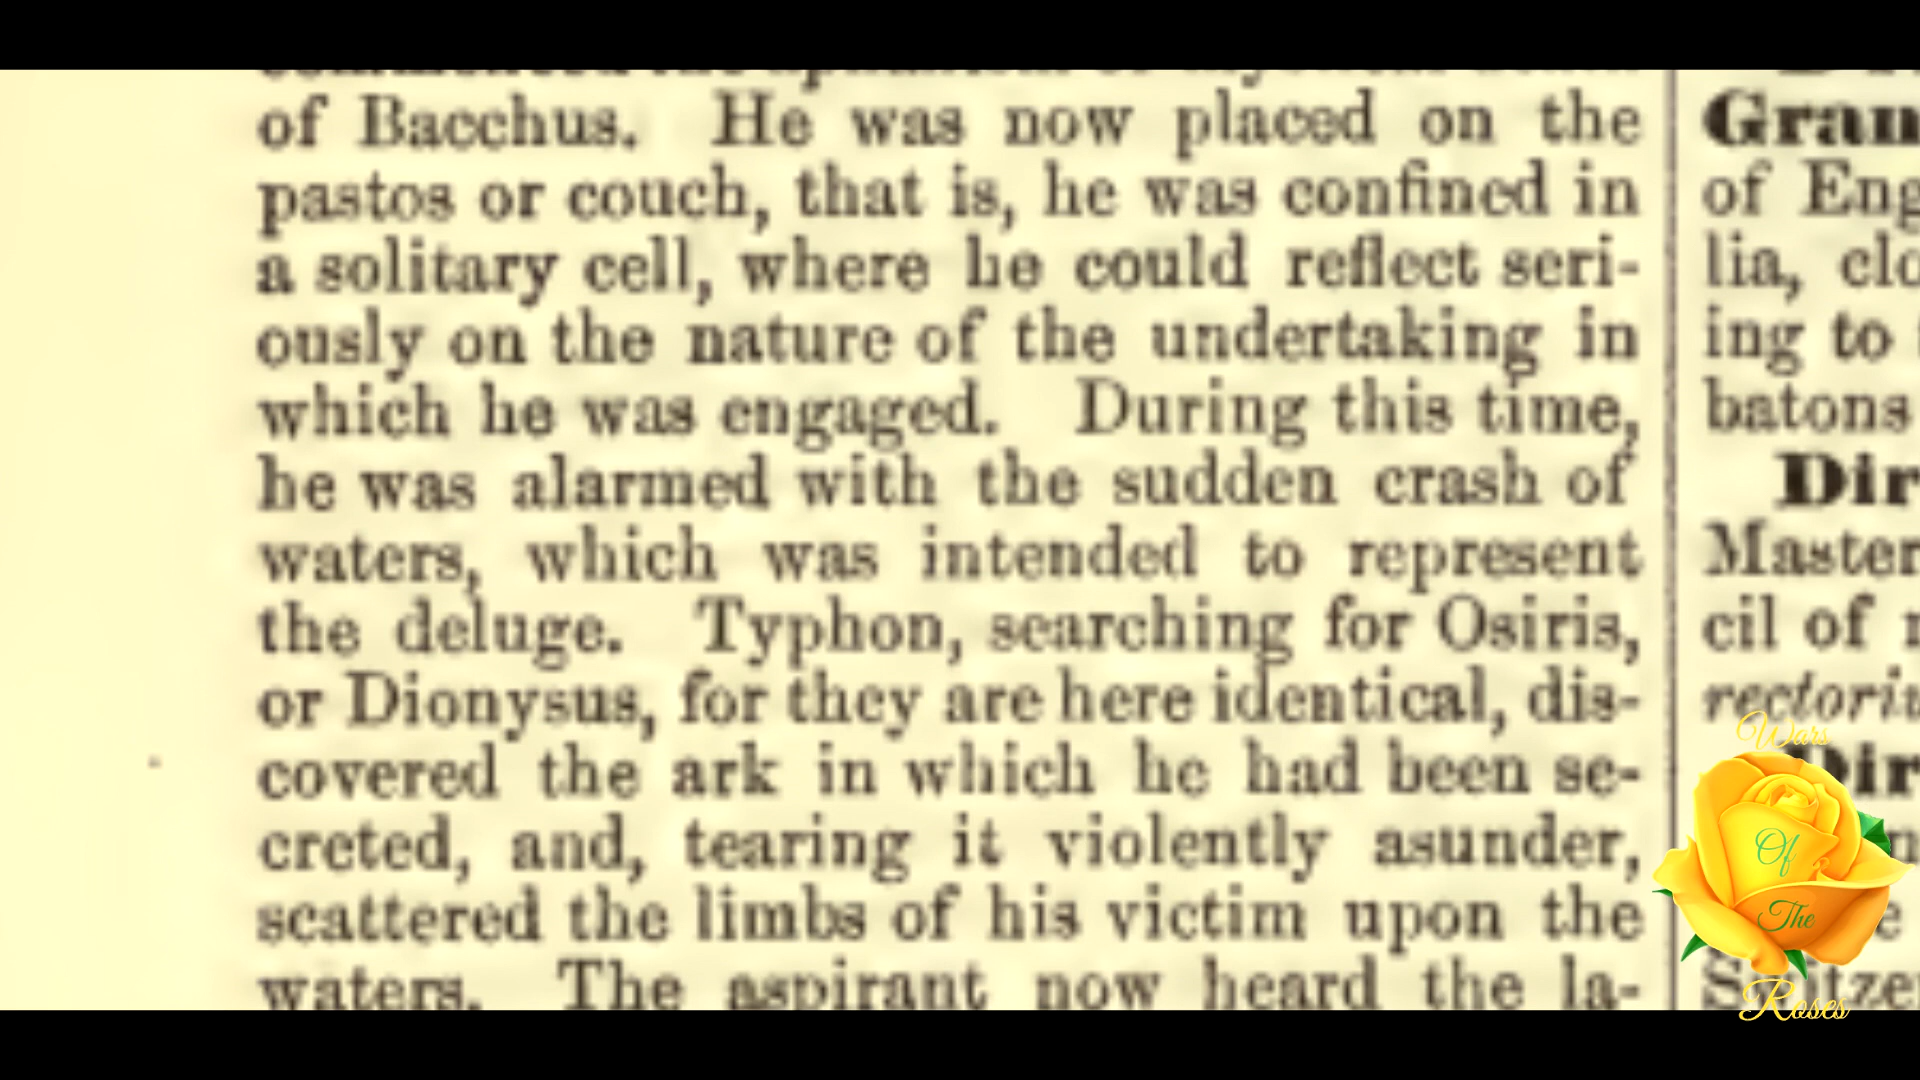 of Bacchus. He was now placed on the
pastos or couch, that is, he was confined in
a solitary cell, where he could reflect seri-
ously on the nature of the undertaking in
which he was engaged. During this time,
he was alarmed with the sudden crash of
waters, which was intended to represent
the deluge. Typhon, searching for Osiris,
or Dionysus, for they are here identical, dis-
covered the ark in which he had been se-
creted, and, tearing it violently asunder,
scattered the limbs of his victim upon the
waters. The aspirant now heard the la-
Gran
of Eng
lia, clo
ing to
batons
Dir
Master
cil of
rectoriu
Dir
Wars
Of
The
Roses